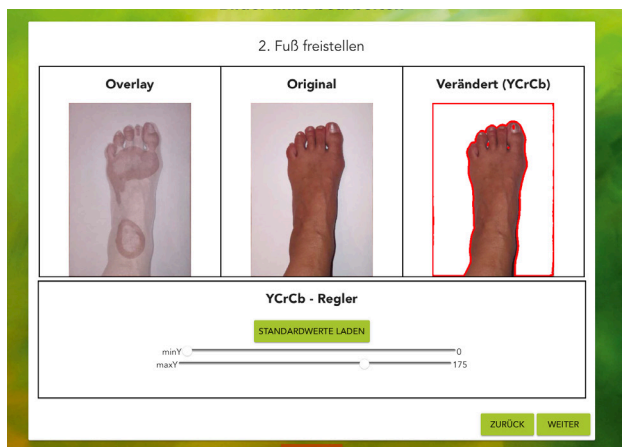 2. Fuß freistellen
Overlay
Original
Verändert (YCrCb)
YCrCb - Regler
STANDARDWERTE LADEN
minY 0
maxY 175
ZURÜCK WEITER